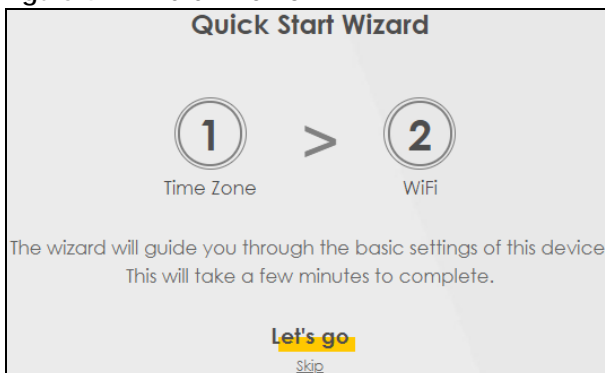 Quick Start Wizard
1 > 2
Time Zone WiFi
The wizard will guide you through the basic settings of this device
This will take a few minutes to complete.
Let's go
Skip